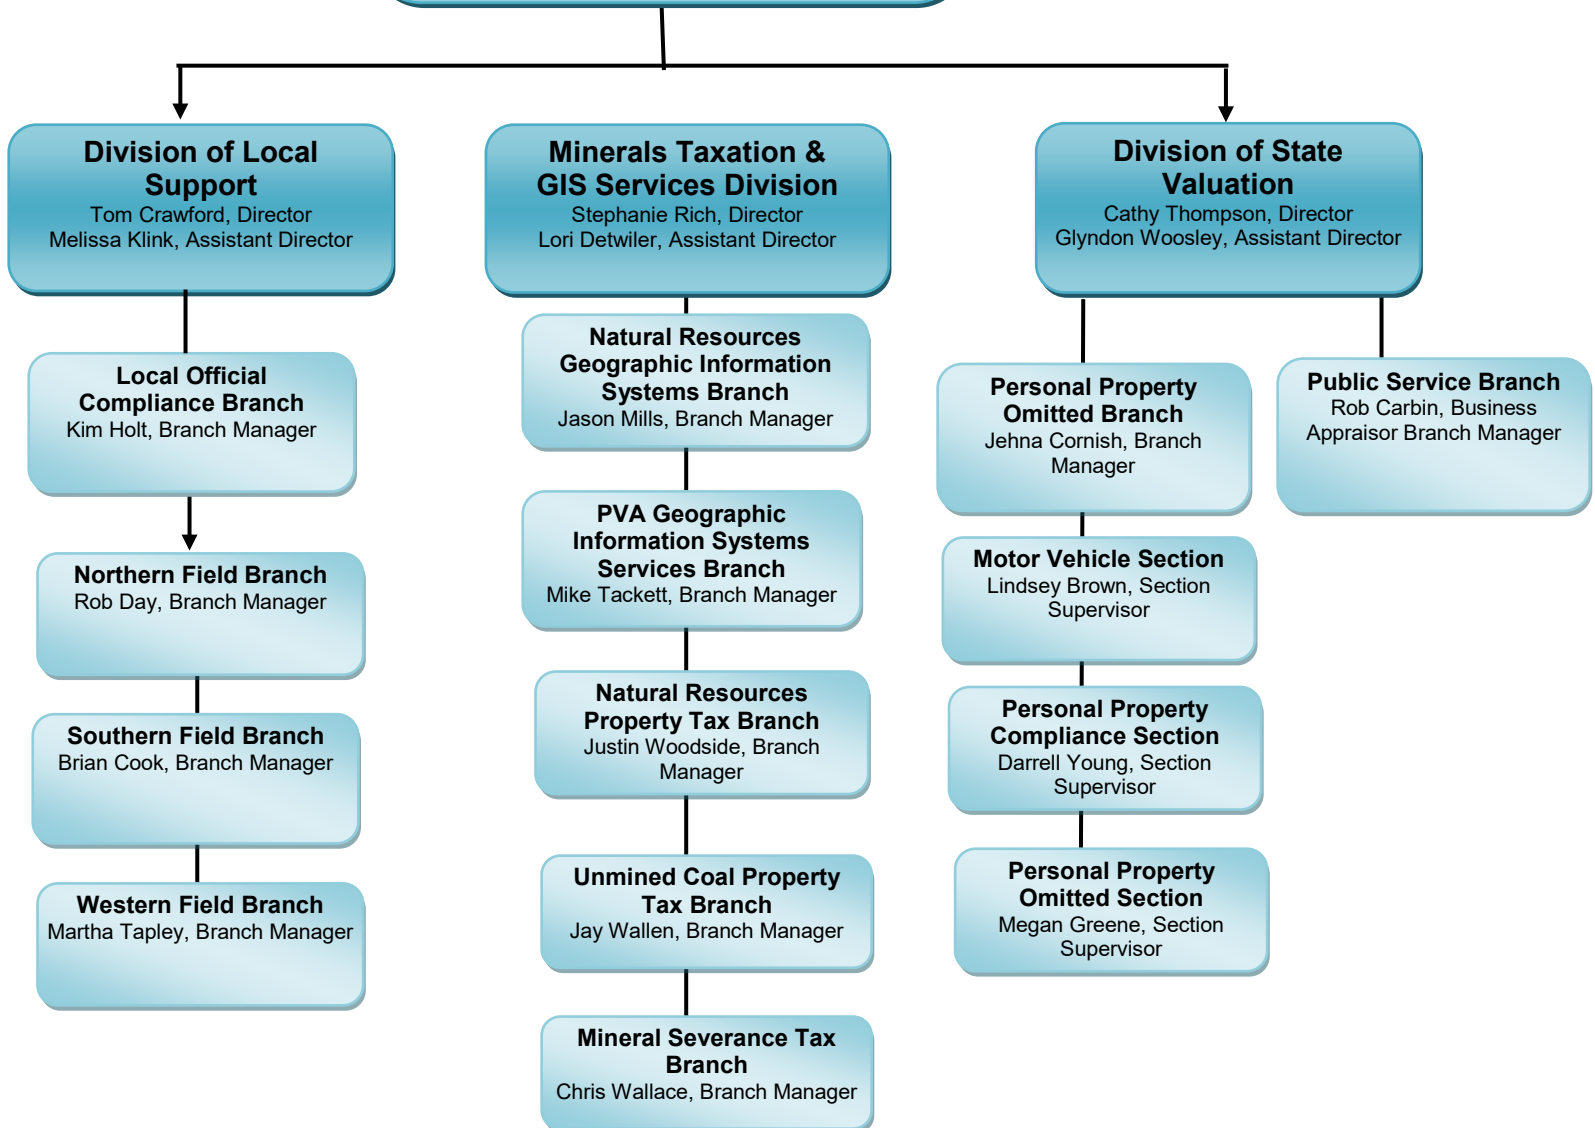 Division of Local
Support
Tom Crawford, Director
Melissa Klink, Assistant Director
Minerals Taxation &
GIS Services Division
Stephanie Rich, Director
Lori Detwiler, Assistant Director
Division of State
Valuation
Cathy Thompson, Director
Glyndon Woosley, Assistant Director
Local Official
Compliance Branch
Kim Holt, Branch Manager
Northern Field Branch
Rob Day, Branch Manager
Southern Field Branch
Brian Cook, Branch Manager
Western Field Branch
Martha Tapley, Branch Manager
Natural Resources
Geographic Information
Systems Branch
Jason Mills, Branch Manager
PVA Geographic
Information Systems
Services Branch
Mike Tackett, Branch Manager
Natural Resources
Property Tax Branch
Justin Woodside, Branch
Manager
Unmined Coal Property
Tax Branch
Jay Wallen, Branch Manager
Mineral Severance Tax
Branch
Chris Wallace, Branch Manager
Personal Property
Omitted Branch
Jehna Cornish, Branch
Manager
Motor Vehicle Section
Lindsey Brown, Section
Supervisor
Personal Property
Compliance Section
Darrell Young, Section
Supervisor
Personal Property
Omitted Section
Megan Greene, Section
Supervisor
Public Service Branch
Rob Carbin, Business
Appraisor Branch Manager